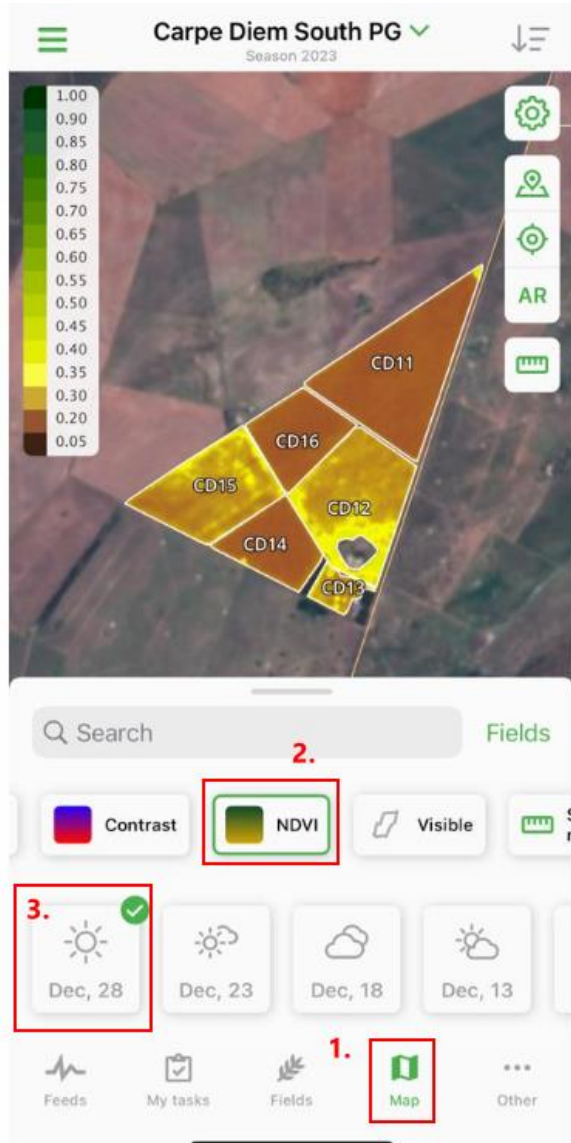 Carpe Diem South PG
Season 2023
1.00
0.90
0.85
0.80
0.75
0.70
0.65
0.60
0.55
0.50
0.45
0.40
0.35
0.30
0.20
0.05
AR
CD11
CD16
CD15
CD12
CD14
CD13
Search
Fields
2.
Contrast
NDVI
Visible
3.
Dec, 28
Dec, 23
Dec, 18
Dec, 13
1.
Feeds
My tasks
Fields
Map
Other